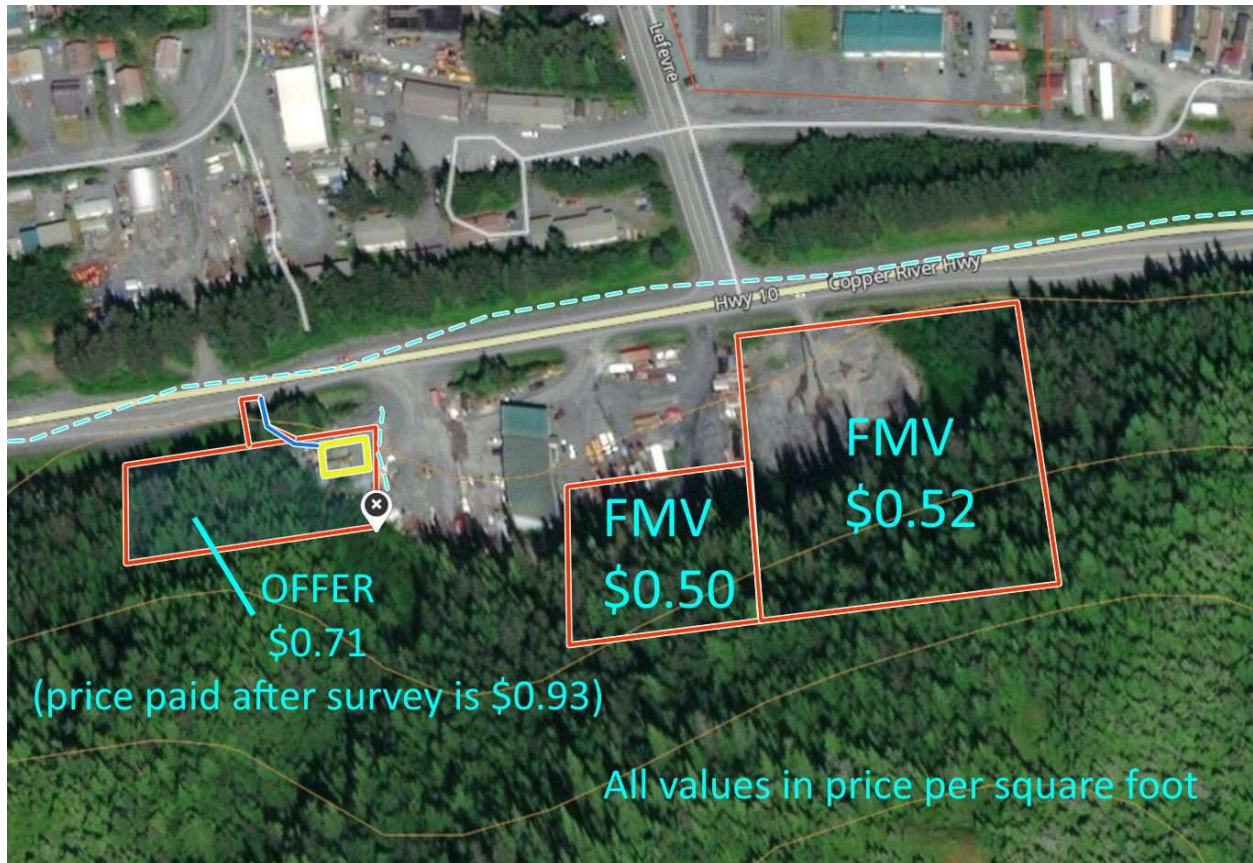 Lefevre
Hwy 10
Copper River Hwy
FMV
$0.52
FMV
$0.50
OFFER
$0.71
(price paid after survey is $0.93)
All values in price per square foot